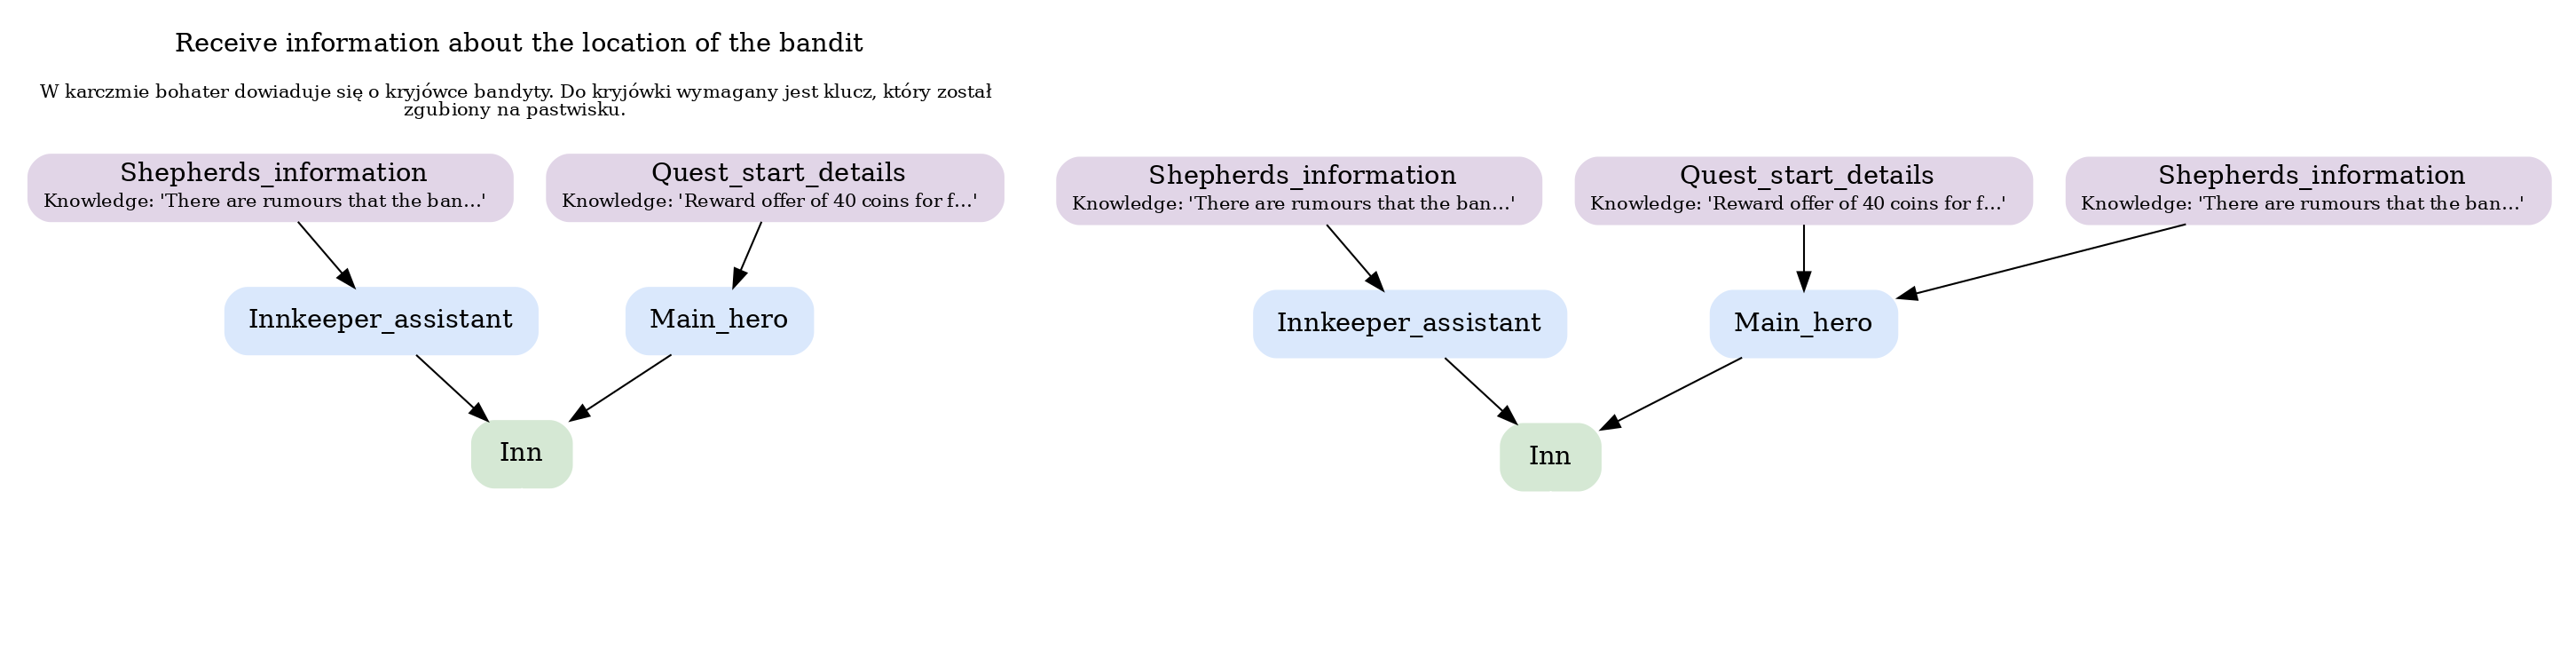 Receive information about the location of the bandit
W karczmie bohater dowiaduje się o kryjówce bandyty. Do kryjówki wymagany jest klucz, który został
zgubiony na pastwisku.
Shepherds_information
Knowledge: 'There are rumours that the ban...'
Quest_start_details
Knowledge: 'Reward offer of 40 coins for f...'
Innkeeper_assistant
Main_hero
Inn
Shepherds_information
Knowledge: 'There are rumours that the ban...'
Quest_start_details
Knowledge: 'Reward offer of 40 coins for f...'
Shepherds_information
Knowledge: 'There are rumours that the ban...'
Innkeeper_assistant
Main_hero
Inn